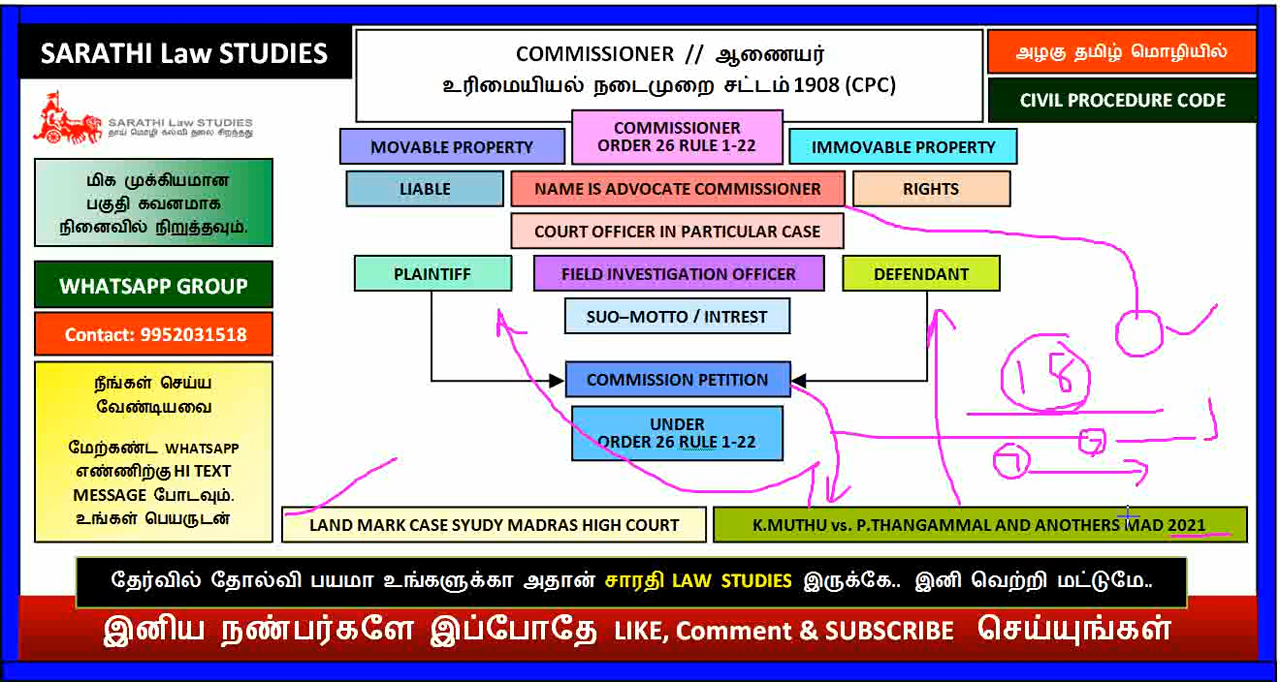 SARATHI Law STUDIES
COMMISSIONER // ஆணையர்
உரிமையியல் நடைமுறை சட்டம் 1908 (CPC)
அழகு தமிழ் மொழியில்
CIVIL PROCEDURE CODE
SARATHI Law STUDIES
தாய் மொழி கல்வி தலை சிறந்தது
COMMISSIONER
ORDER 26 RULE 1-22
MOVABLE PROPERTY
IMMOVABLE PROPERTY
LIABLE
NAME IS ADVOCATE COMMISSIONER
RIGHTS
மிக முக்கியமான
பகுதி கவனமாக
நினைவில் நிறுத்தவும்.
COURT OFFICER IN PARTICULAR CASE
PLAINTIFF
FIELD INVESTIGATION OFFICER
DEFENDANT
WHATSAPP GROUP
SUO–MOTTO / INTREST
Contact: 9952031518
COMMISSION PETITION
18
நீங்கள் செய்ய
வேண்டியவை
UNDER
ORDER 26 RULE 1-22
மேற்கண்ட WHATSAPP
எண்ணிற்கு HI TEXT
MESSAGE போடவும்.
உங்கள் பெயருடன்
LAND MARK CASE SYUDY MADRAS HIGH COURT
K.MUTHU vs. P.THANGAMMAL AND ANOTHERS MAD 2021
தேர்வில் தோல்வி பயமா உங்களுக்கா அதான் சாரதி LAW STUDIES இருக்கே.. இனி வெற்றி மட்டுமே..
இனிய நண்பர்களே இப்போதே LIKE, Comment & SUBSCRIBE செய்யுங்கள்